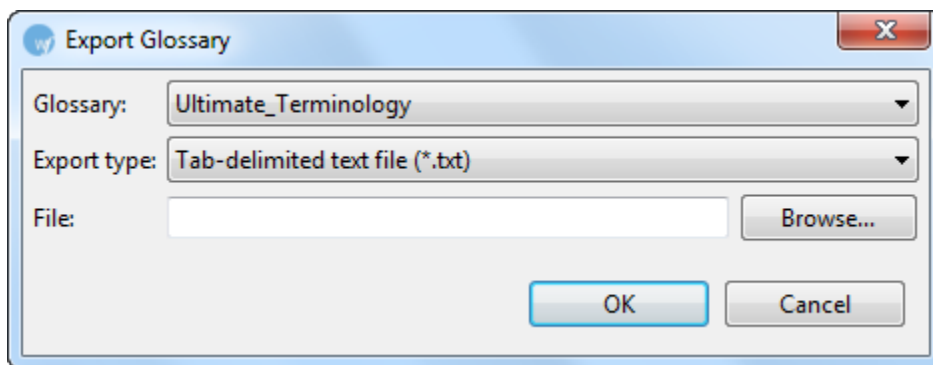 Export Glossary
Glossary: Ultimate_Terminology
Export type: Tab-delimited text file (*.txt)
File: Browse...
OK Cancel